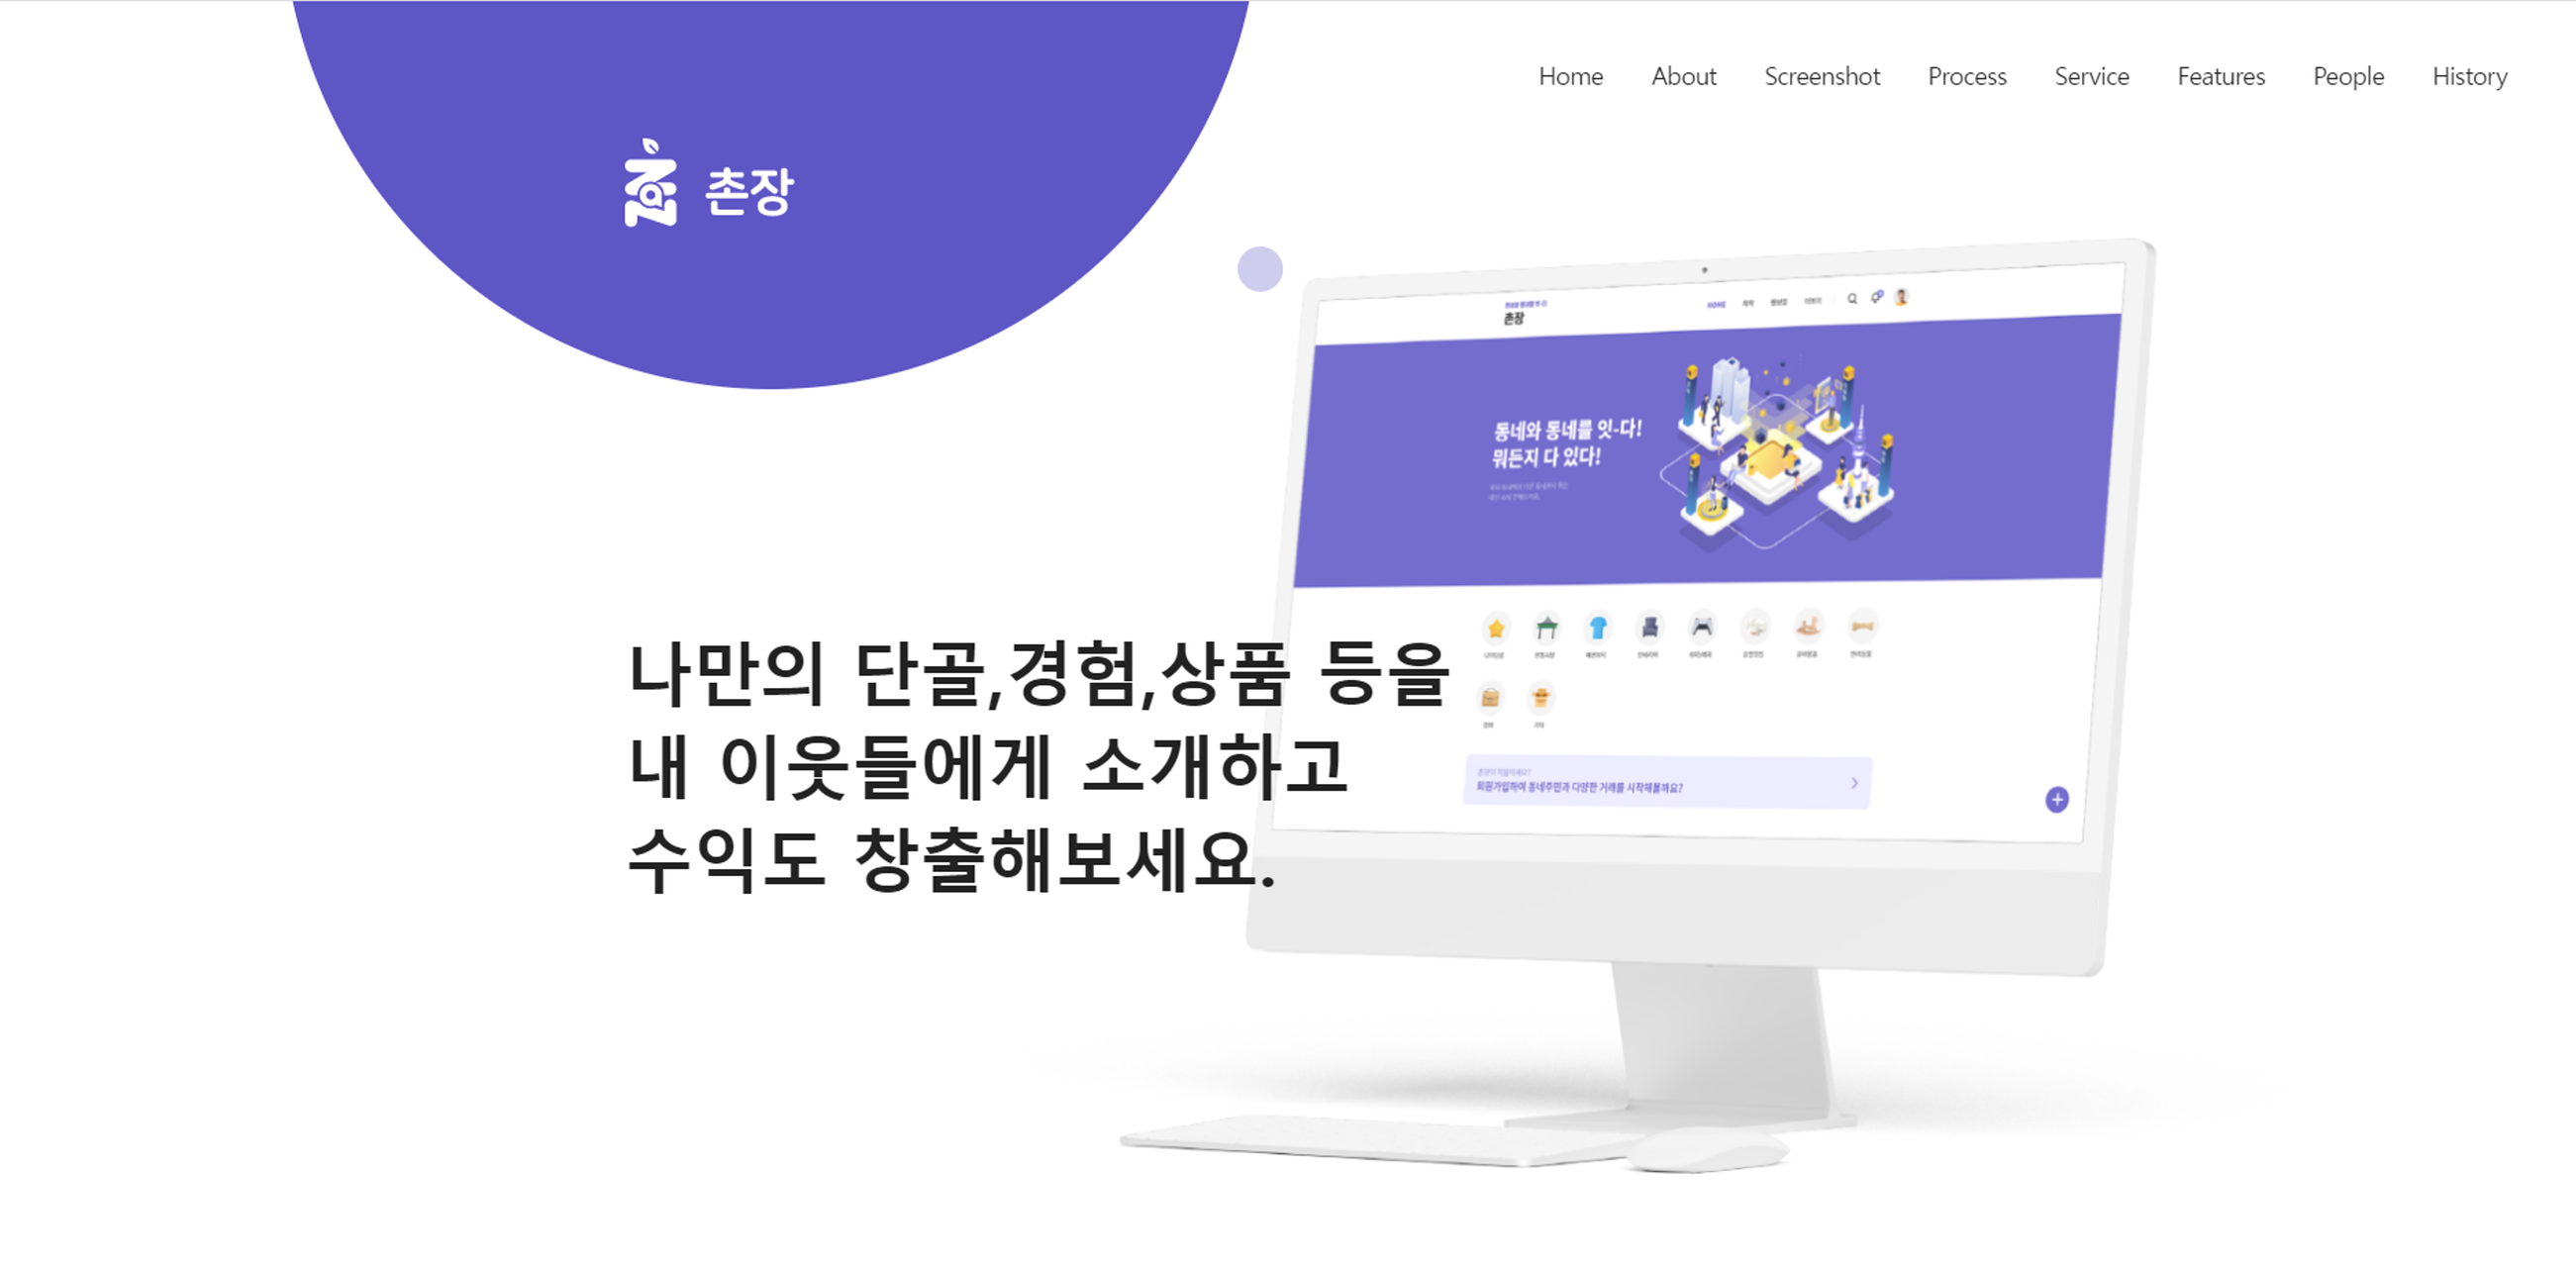 Home About Screenshot Process Service Features People History
촌장
나만의 단골,경험,상품 등을
내 이웃들에게 소개하고
수익도 창출해보세요.
촌장
HOME
동네와 동네를 잇-다!
뭐든지 다 있다!
회원가입하여 동네주민과 다양한 거래를 시작해볼까요?